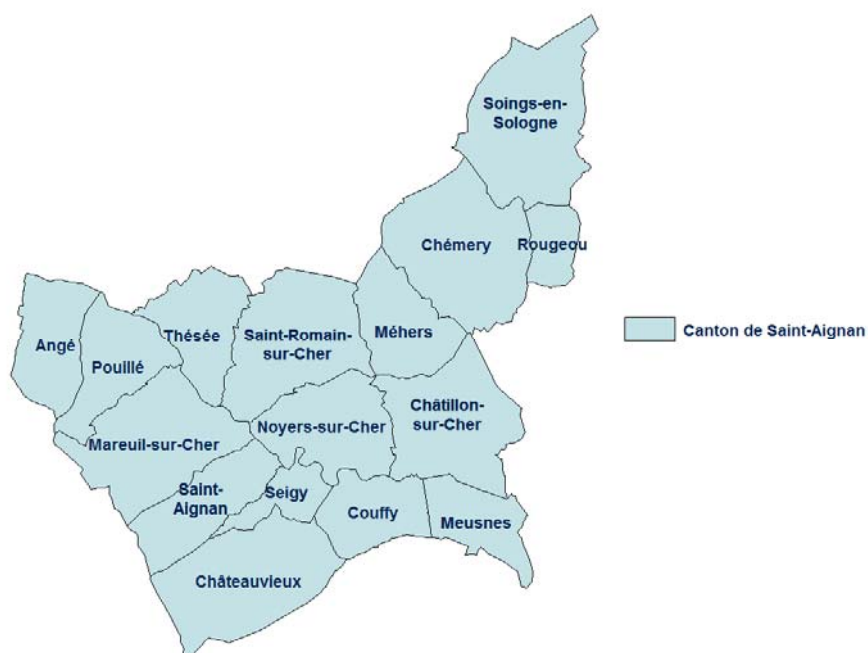 Soings-en-
Sologne
Chémery
Rougeou
Angé
Pouillé
Thésée
Saint-Romain-
sur-Cher
Méhers
Canton de Saint-Aignan
Mareuil-sur-Cher
Noyers-sur-Cher
Châtillon-
sur-Cher
Saint-
Aignan
Seigy
Couffy
Meusnes
Châteauvieux